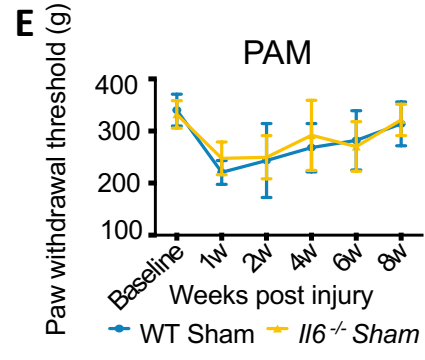 E
PAM
Paw withdrawal threshold (g)
400
300
200
100
Baseline 1w 2w 4w 6w 8w
Weeks post injury
WT Sham Il6⁻/⁻ Sham